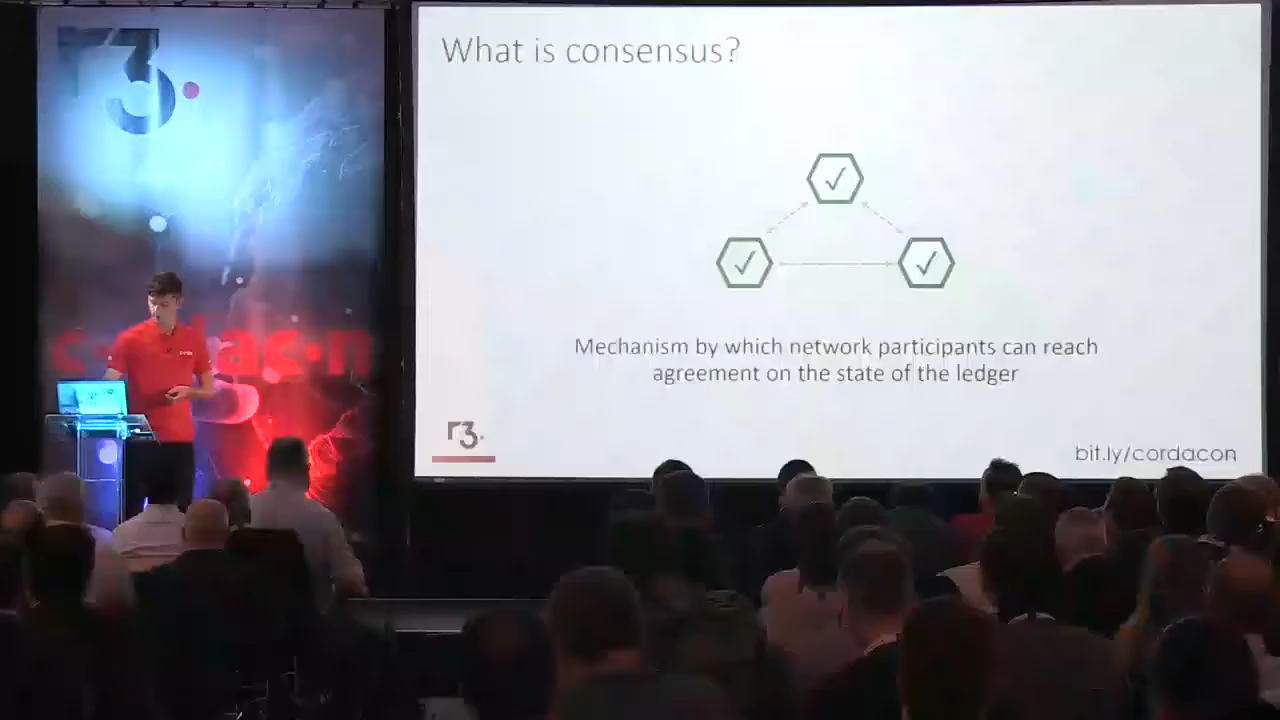 r3.
What is consensus?
c rdacon
Mechanism by which network participants can reach
agreement on the state of the ledger
r3.
bit.ly/cordacon